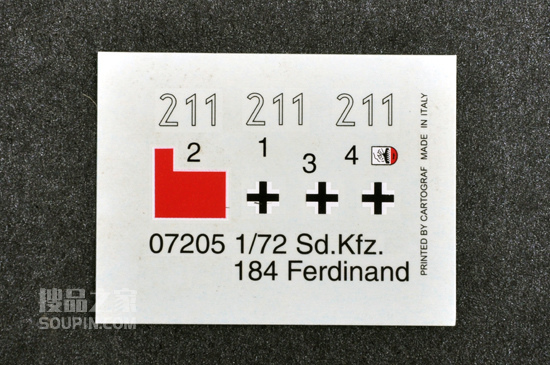 211 211 211
2 1 3 4
07205 1/72 Sd.Kfz.
184 Ferdinand
PRINTED BY CARTOGRAF MADE IN ITALY
搜品之家
SOUPIN.COM